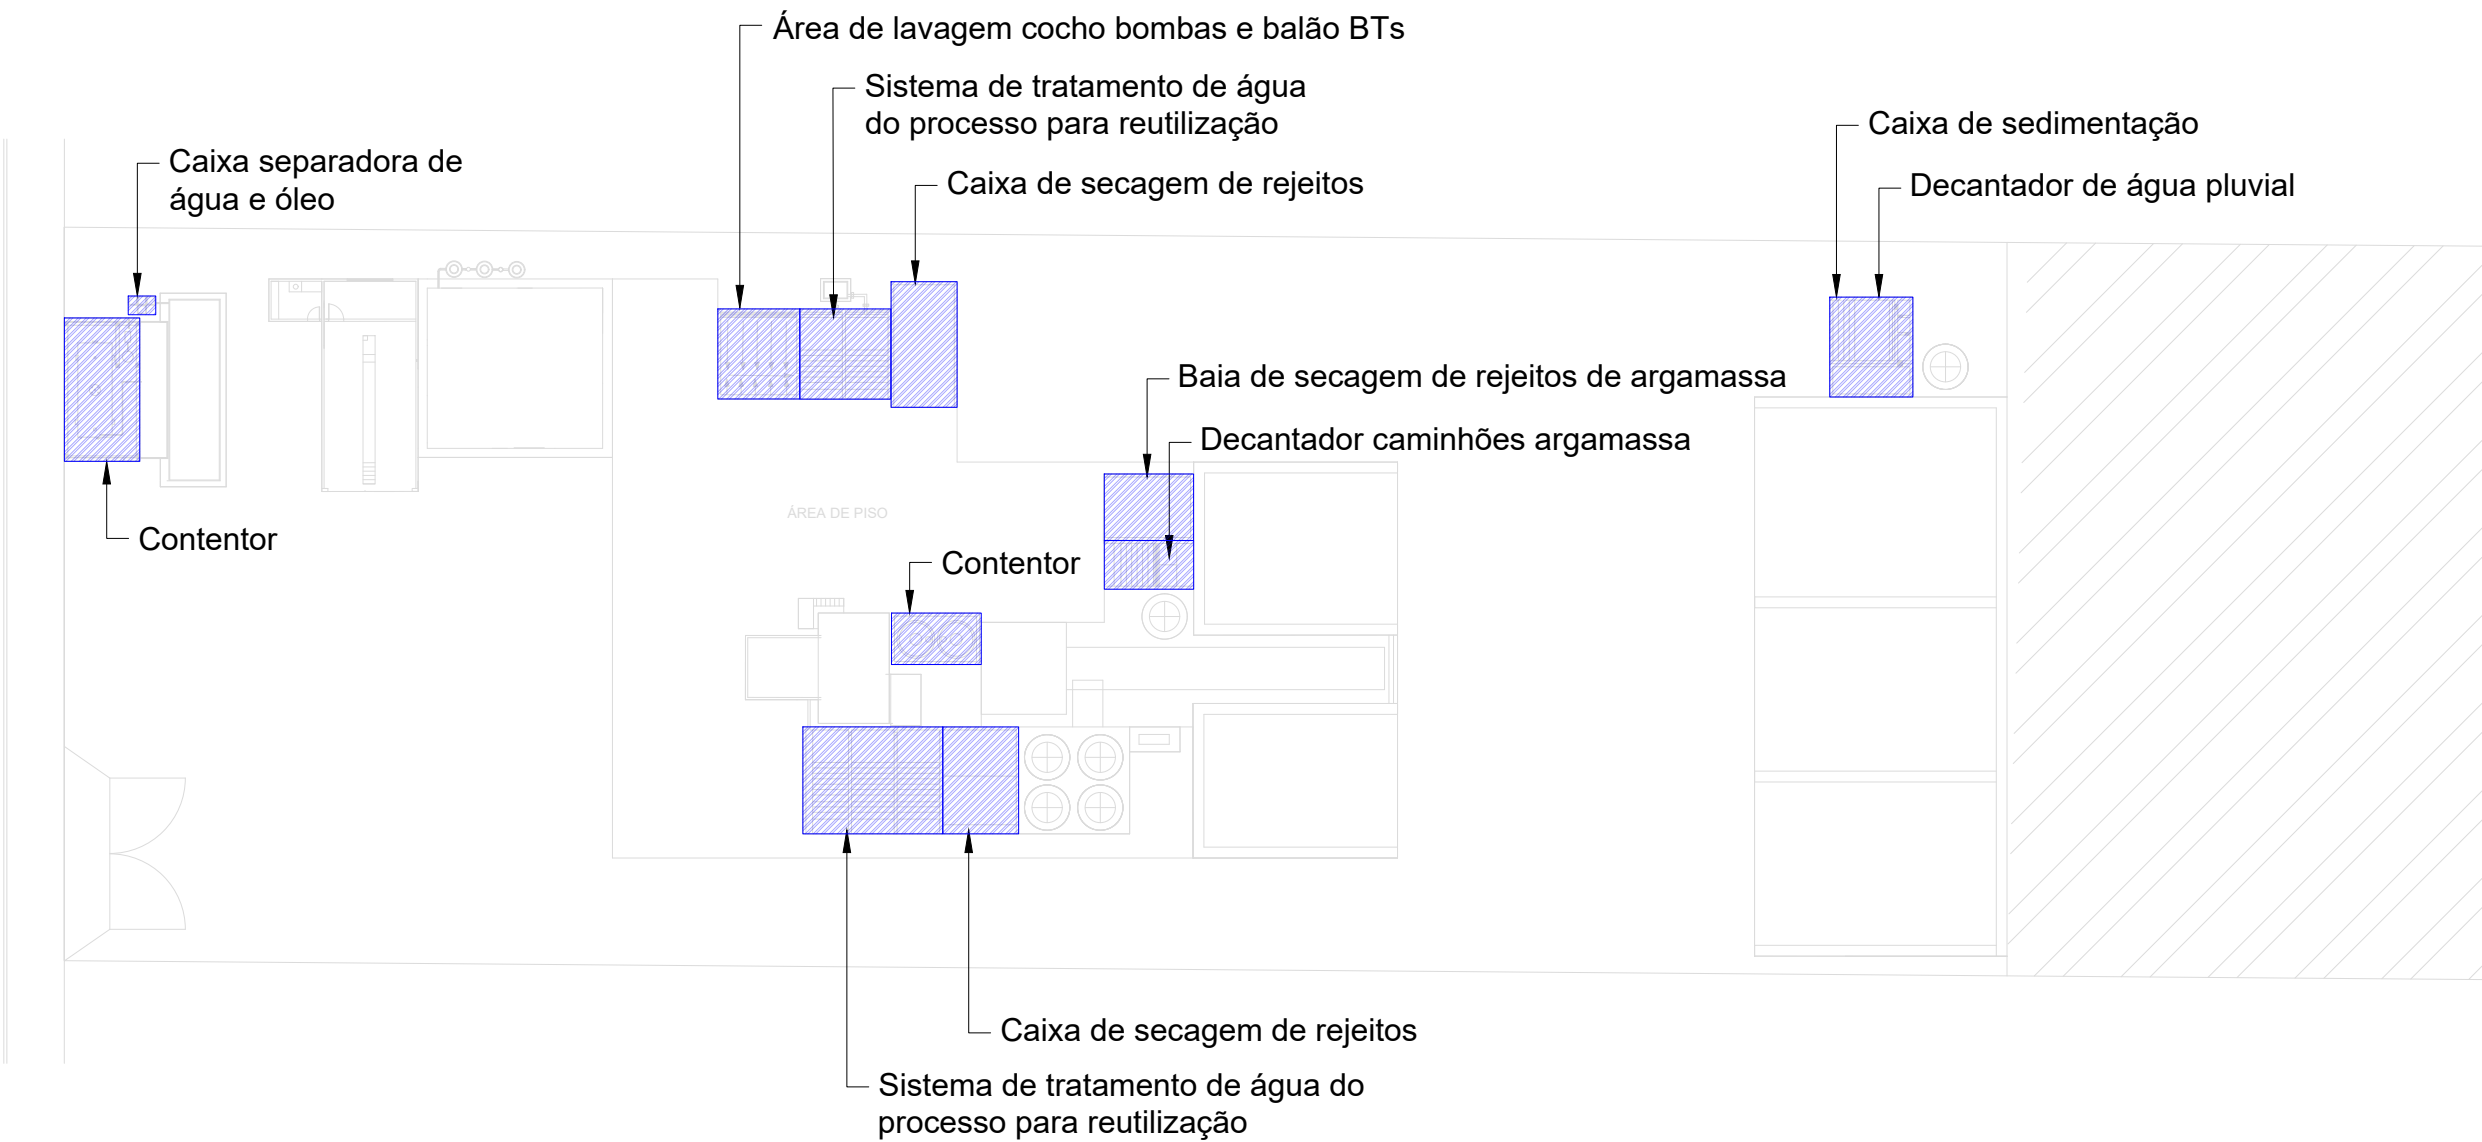 Área de lavagem cocho bombas e balão BTs
Sistema de tratamento de água
do processo para reutilização
Caixa de sedimentação
Caixa separadora de
água e óleo
Caixa de secagem de rejeitos
Decantador de água pluvial
Baia de secagem de rejeitos de argamassa
Decantador caminhões argamassa
ÁREA DE PISO
Contentor
Contentor
Caixa de secagem de rejeitos
Sistema de tratamento de água do
processo para reutilização